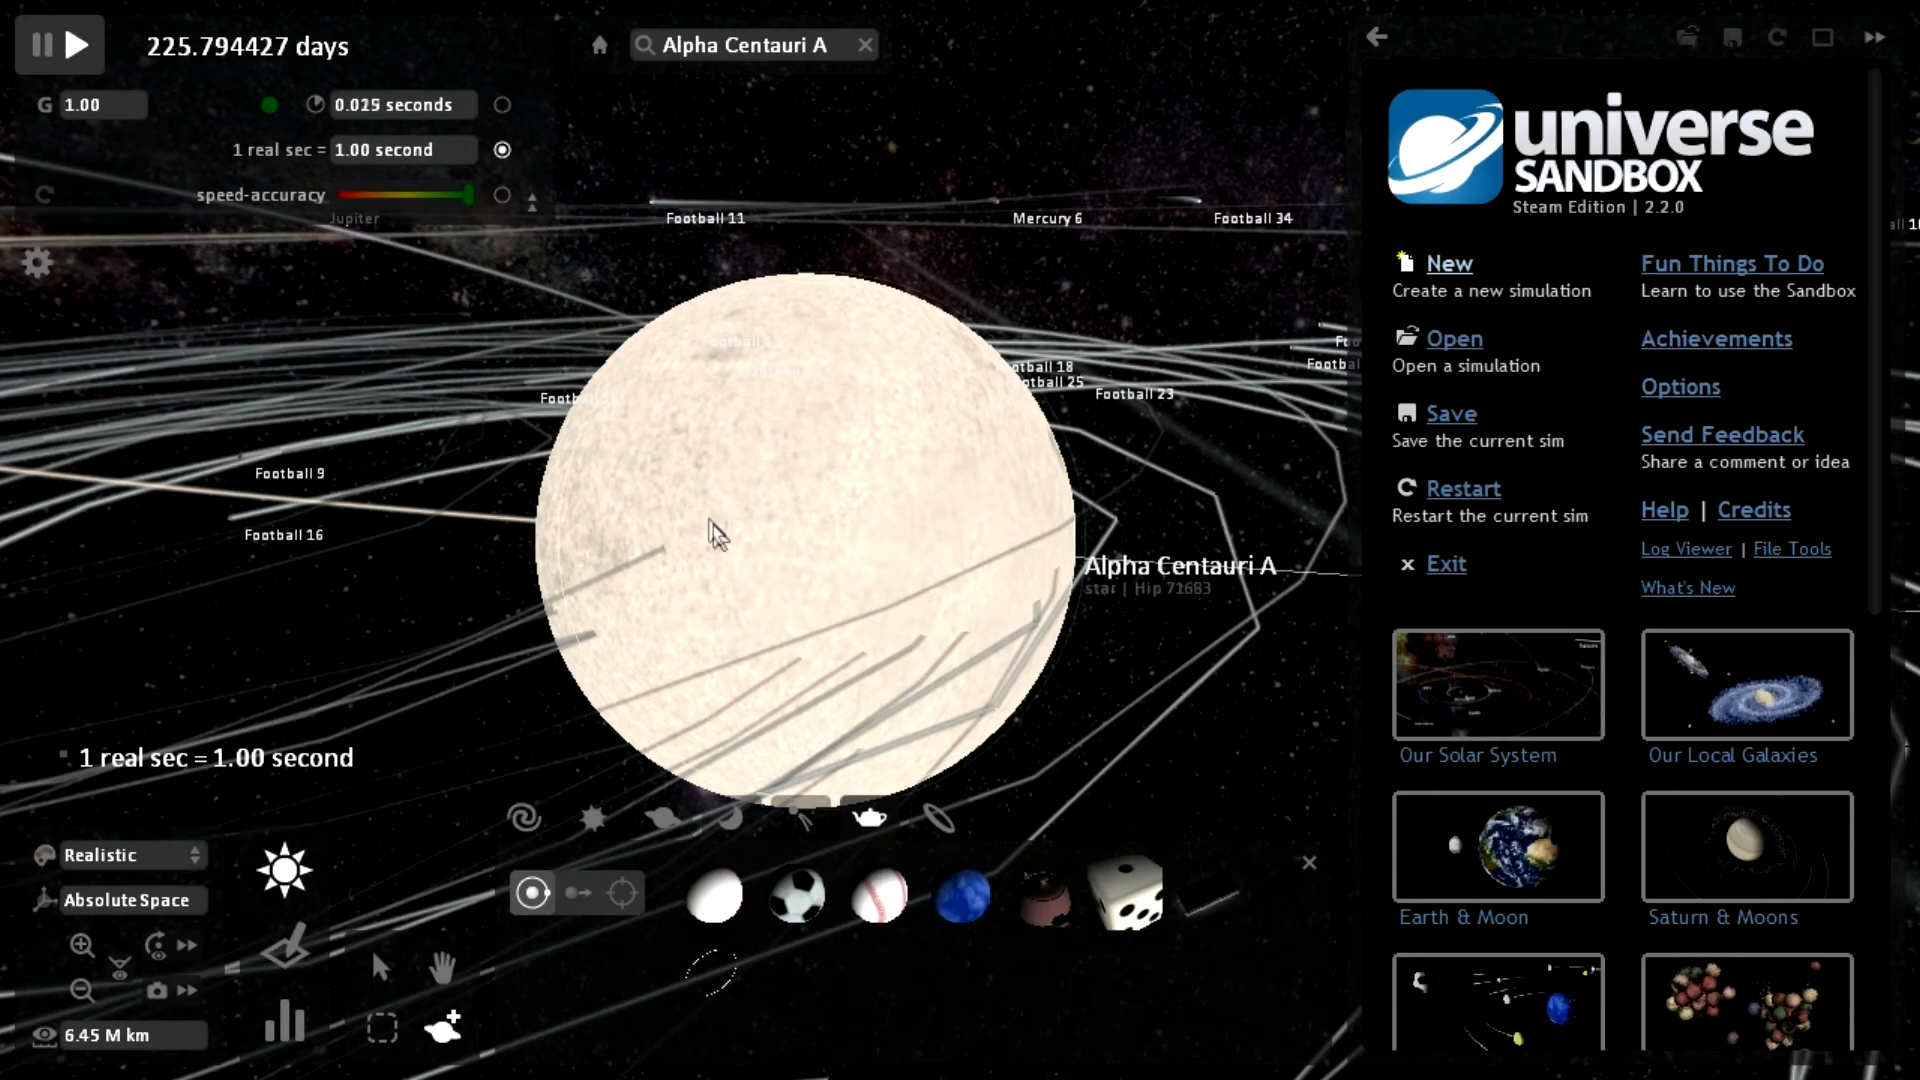 225.794427 days
Alpha Centauri A
G 1.00
0.025 seconds
1 real sec = 1.00 second
speed-accuracy
Jupiter
Football 11
Mercury 6
Football 34
Football 18
Football 25
Football 23
Football 9
Football 16
Alpha Centauri A
star | Hip 71683
1 real sec = 1.00 second
Realistic
Absolute Space
6.45 M km
universe
SANDBOX
Steam Edition | 2.2.0
New
Create a new simulation
Open
Open a simulation
Save
Save the current sim
Restart
Restart the current sim
Exit
Fun Things To Do
Learn to use the Sandbox
Achievements
Options
Send Feedback
Share a comment or idea
Help | Credits
Log Viewer | File Tools
What's New
Our Solar System
Our Local Galaxies
Earth & Moon
Saturn & Moons